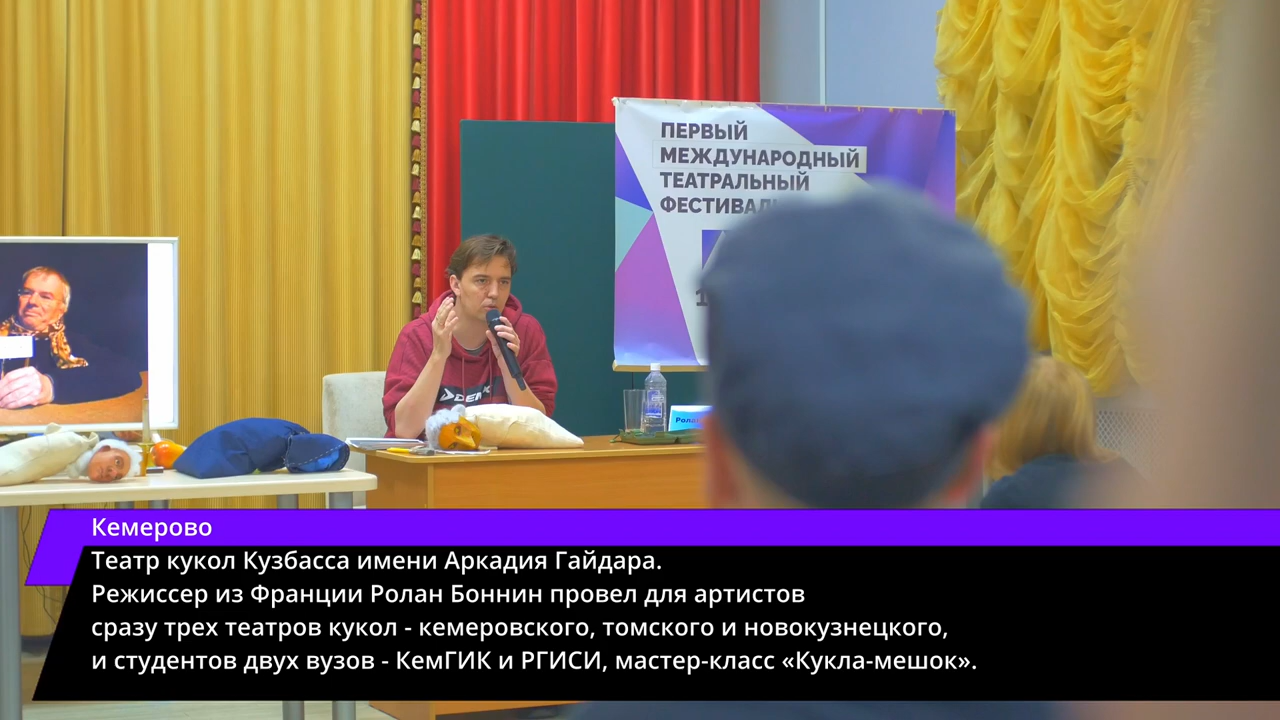 ПЕРВЫЙ
МЕЖДУНАРОДНЫЙ
ТЕАТРАЛЬНЫЙ
Кемерово
Театр кукол Кузбасса имени Аркадия Гайдара.
Режиссер из Франции Ролан Боннин провел для артистов
сразу трех театров кукол - кемеровского, томского и новокузнецкого,
и студентов двух вузов - КемГИК и РГИСИ, мастер-класс «Кукла-мешок».